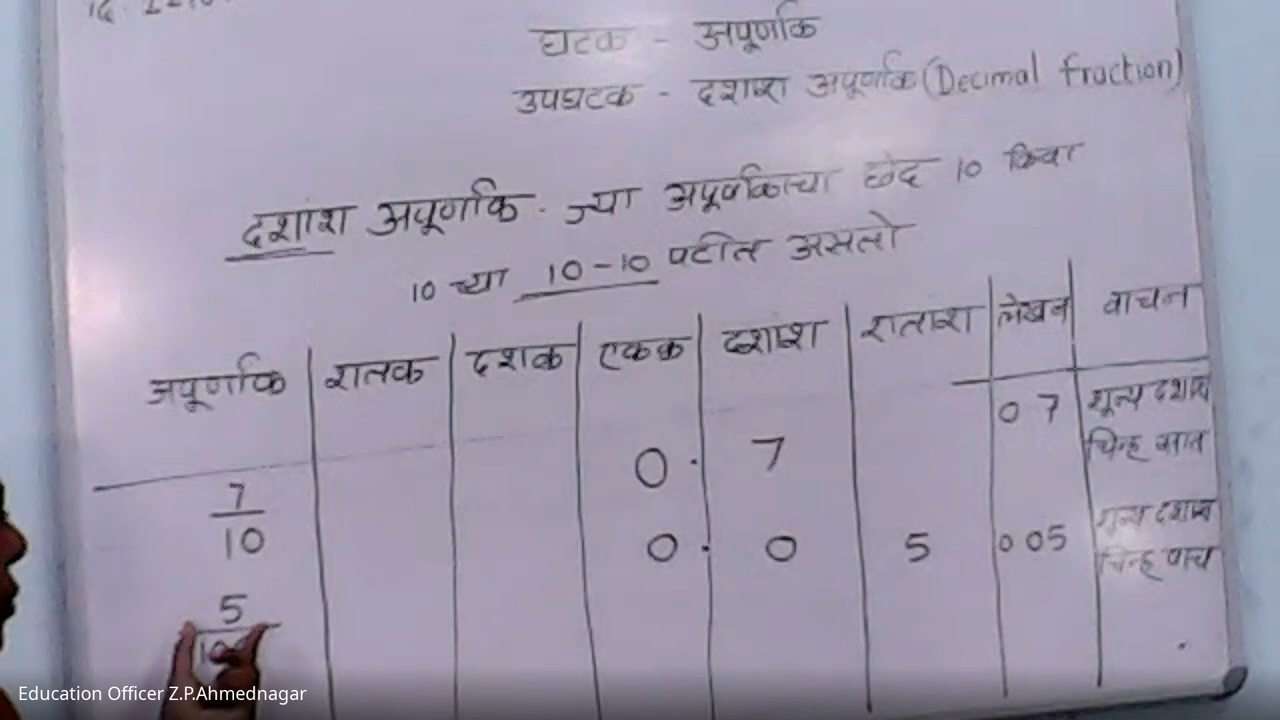 घटक - अपूर्णांक
उपघटक - दशांश अपूर्णांक (Decimal fraction)
दशांश अपूर्णांक - ज्या अपूर्णांकाचा छेद 10 किंवा
10 च्या 10-10 पटीत असतो
अपूर्णांक शतक दशक एकक दशांश शतांश लेखन वाचन
7/10 0 . 7 0 7 शून्य दशांश
चिन्ह सात
5/100 0 . 0 5 0 05 शून्य दशांश
चिन्ह पाच
Education Officer Z.P.Ahmednagar